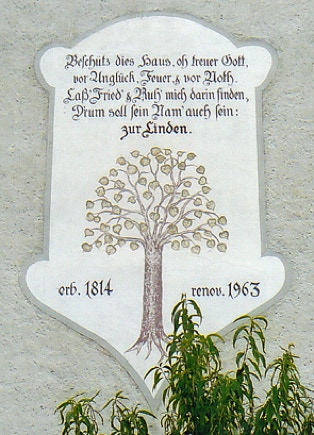 Beschütz dies Haus, oh treuer Gott,
vor Unglück, Feuer, & vor Noth.
Laß' Fried' & Ruh' mich darin finden,
D'rum soll sein Nam' auch sein:
zur Linden.
erb. 1814 renov. 1963